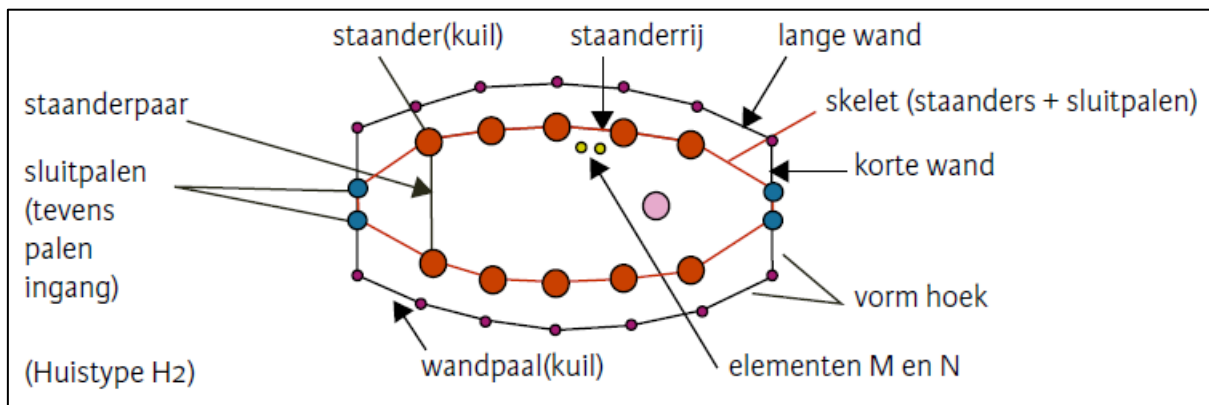 staander(kuil)
staanderrij
lange wand
staanderpaar
skelet (staanders + sluitpalen)
sluitpalen
(tevens
palen
ingang)
korte wand
vorm hoek
(Huistype H2)
wandpaal(kuil)
elementen M en N